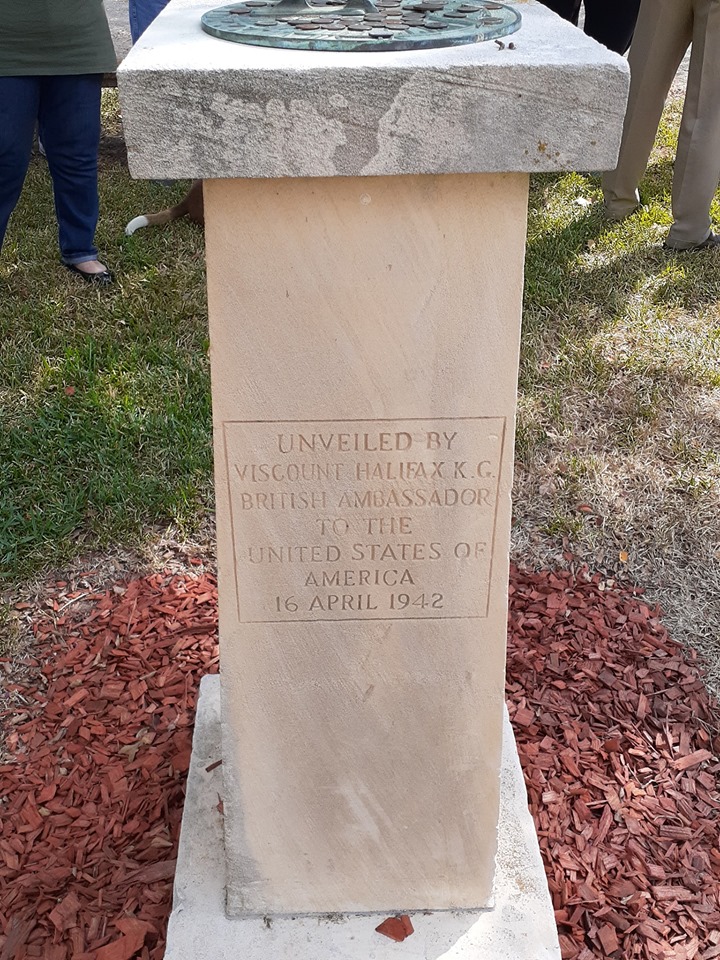 UNVEILED BY
VISCOUNT HALIFAX K.G.
BRITISH AMBASSADOR
TO THE
UNITED STATES OF
AMERICA
16 APRIL 1942